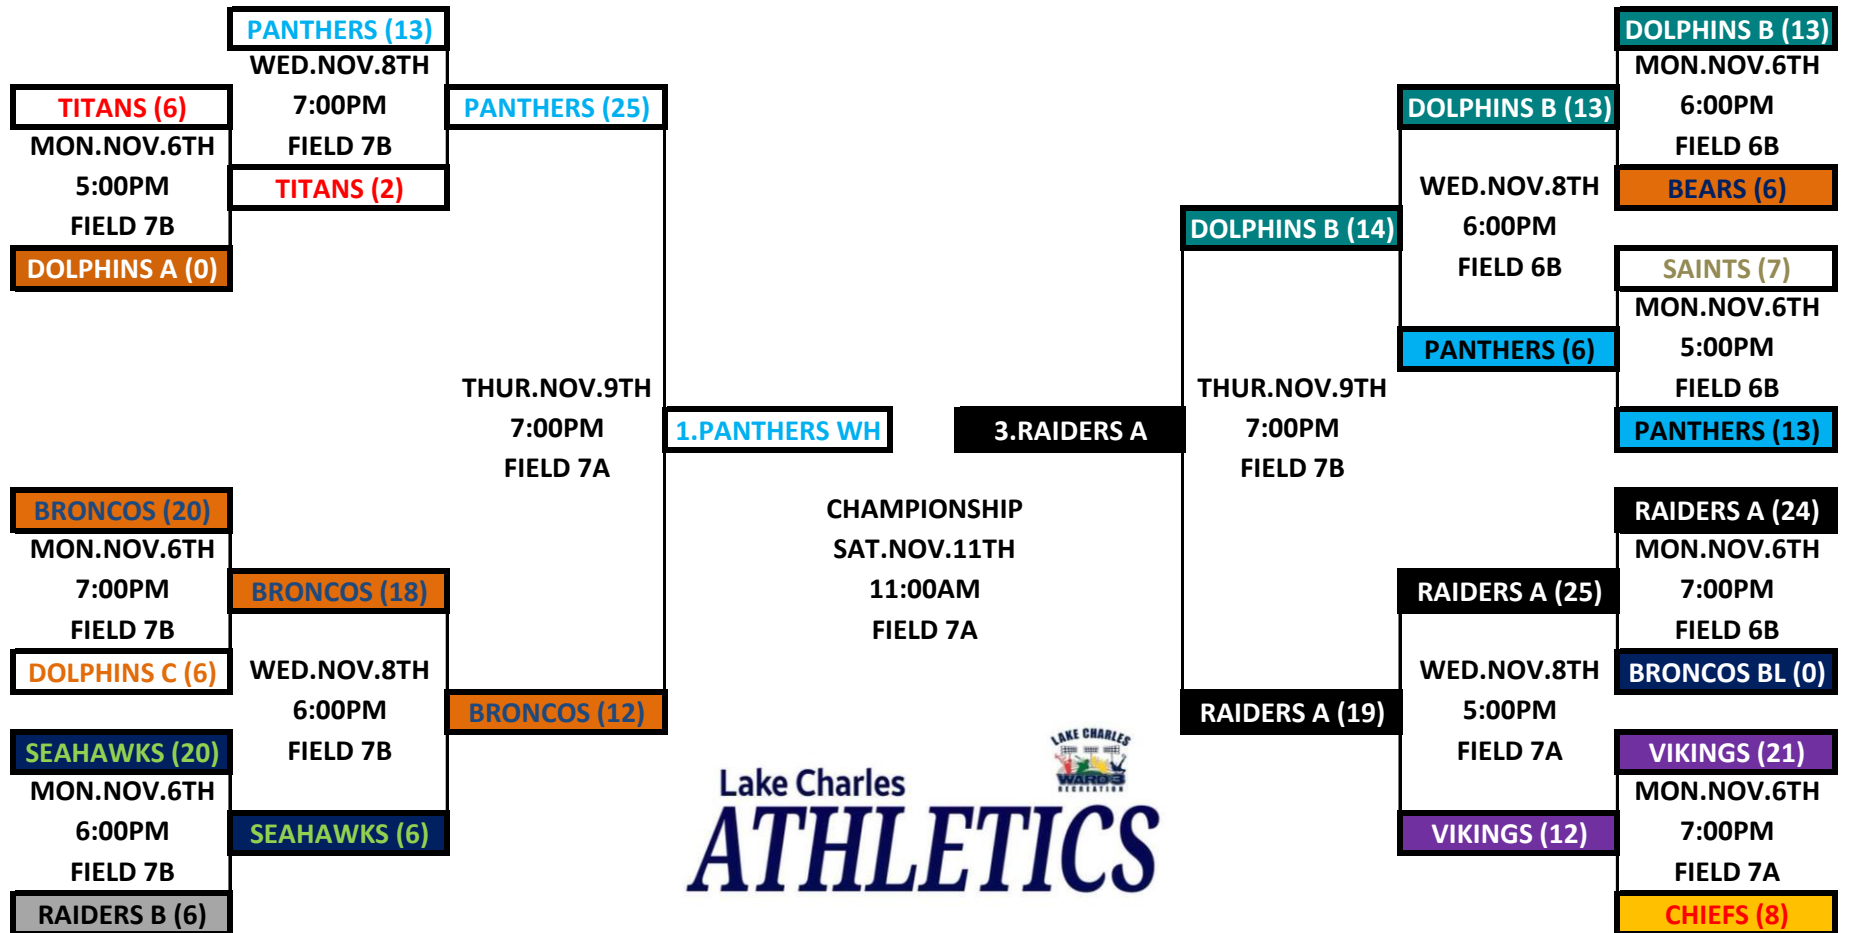 PANTHERS (13)
WED.NOV.8TH
7:00PM
FIELD 7B
TITANS (2)
TITANS (6)
MON.NOV.6TH
5:00PM
FIELD 7B
DOLPHINS A (0)
PANTHERS (25)
THUR.NOV.9TH
7:00PM
FIELD 7A
BRONCOS (12)
BRONCOS (20)
MON.NOV.6TH
7:00PM
FIELD 7B
DOLPHINS C (6)
BRONCOS (18)
WED.NOV.8TH
6:00PM
FIELD 7B
SEAHAWKS (6)
SEAHAWKS (20)
MON.NOV.6TH
6:00PM
FIELD 7B
RAIDERS B (6)
1.PANTHERS WH
3.RAIDERS A
CHAMPIONSHIP
SAT.NOV.11TH
11:00AM
FIELD 7A
LAKE CHARLES
WARD 3
RECREATION
Lake Charles
ATHLETICS
DOLPHINS B (14)
THUR.NOV.9TH
7:00PM
FIELD 7B
RAIDERS A (19)
DOLPHINS B (13)
WED.NOV.8TH
6:00PM
FIELD 6B
PANTHERS (6)
RAIDERS A (25)
WED.NOV.8TH
5:00PM
FIELD 7A
VIKINGS (12)
DOLPHINS B (13)
MON.NOV.6TH
6:00PM
FIELD 6B
BEARS (6)
SAINTS (7)
MON.NOV.6TH
5:00PM
FIELD 6B
PANTHERS (13)
RAIDERS A (24)
MON.NOV.6TH
7:00PM
FIELD 6B
BRONCOS BL (0)
VIKINGS (21)
MON.NOV.6TH
7:00PM
FIELD 7A
CHIEFS (8)